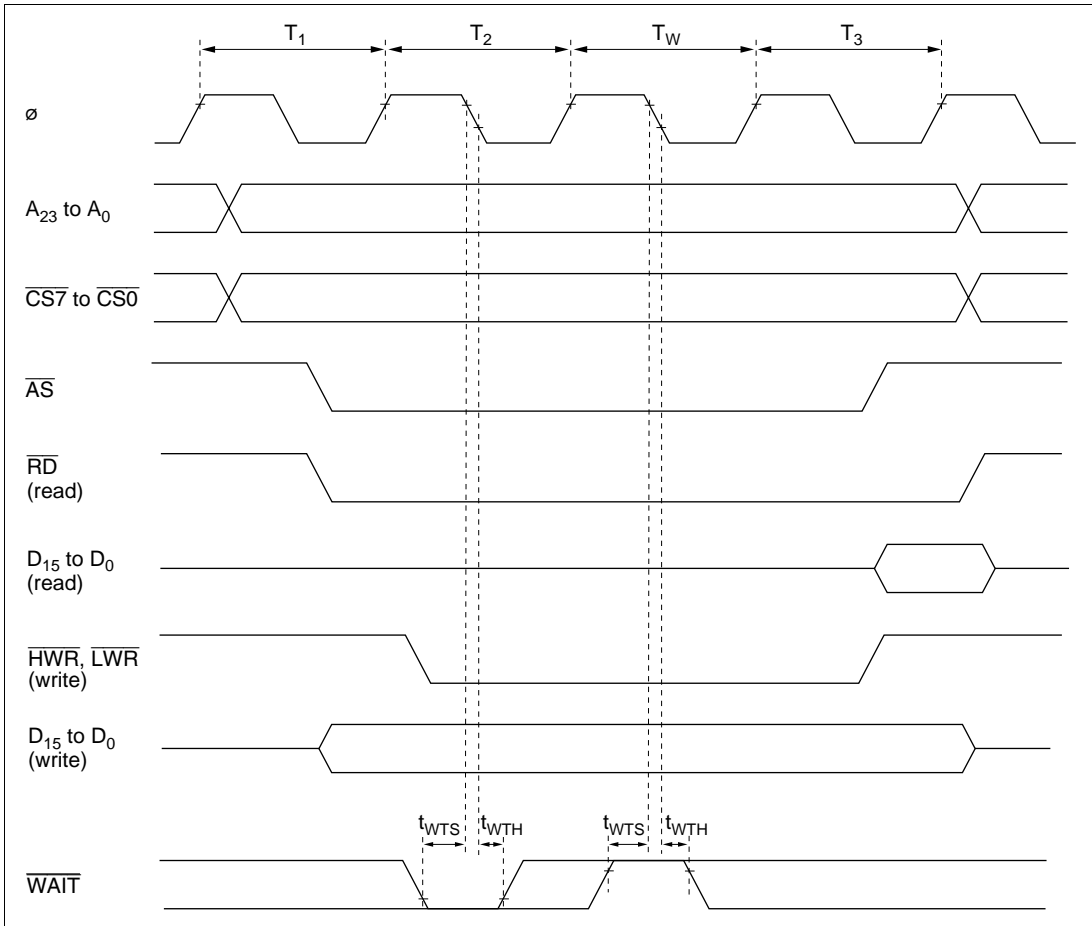 T1 T2 TW T3
ø
A23 to A0
CS7 to CS0
AS
RD
(read)
D15 to D0
(read)
HWR, LWR
(write)
D15 to D0
(write)
tWTS tWTH tWTS tWTH
WAIT